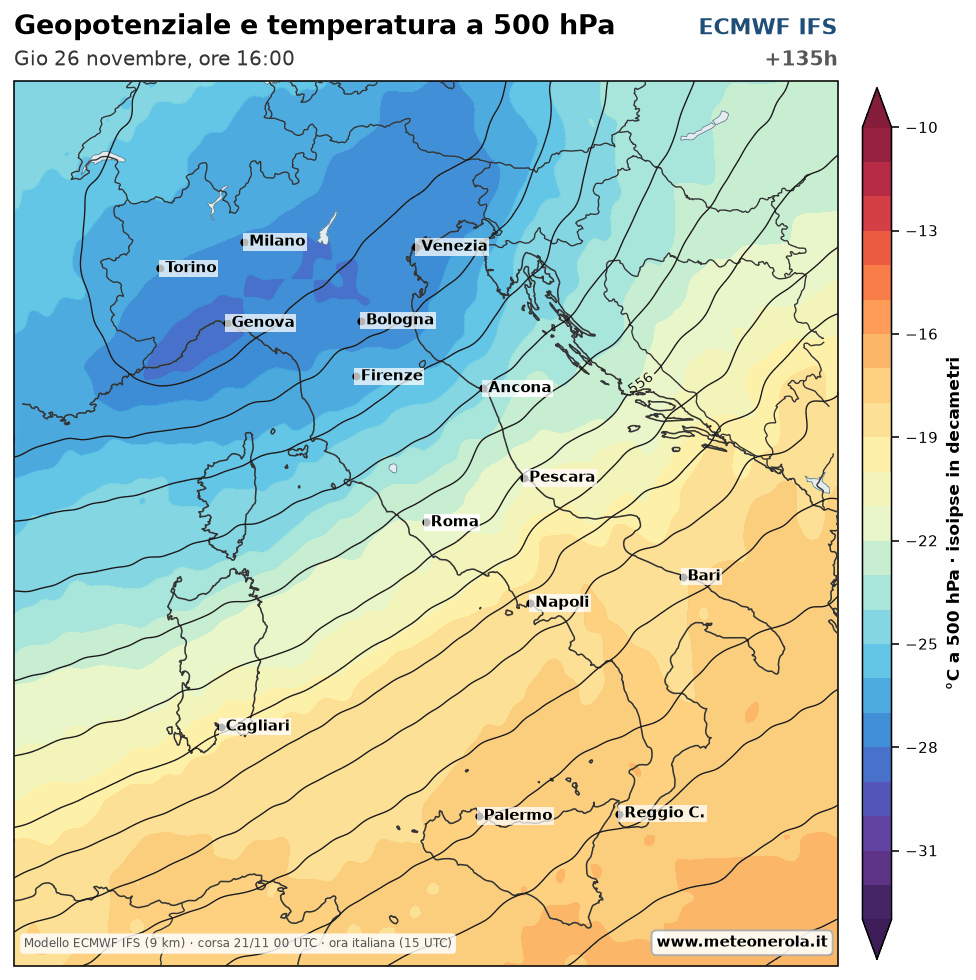 Geopotenziale e temperatura a 500 hPa
ECMWF IFS
Gio 26 novembre, ore 16:00
+135h
Milano
Venezia
Torino
Genova
Bologna
Firenze
Ancona
556
Pescara
Roma
Bari
Napoli
Cagliari
Palermo
Reggio C.
−10
−13
−16
−19
−22
−25
−28
−31
°C a 500 hPa · isoipse in decametri
Modello ECMWF IFS (9 km) · corsa 21/11 00 UTC · ora italiana (15 UTC)
www.meteonerola.it